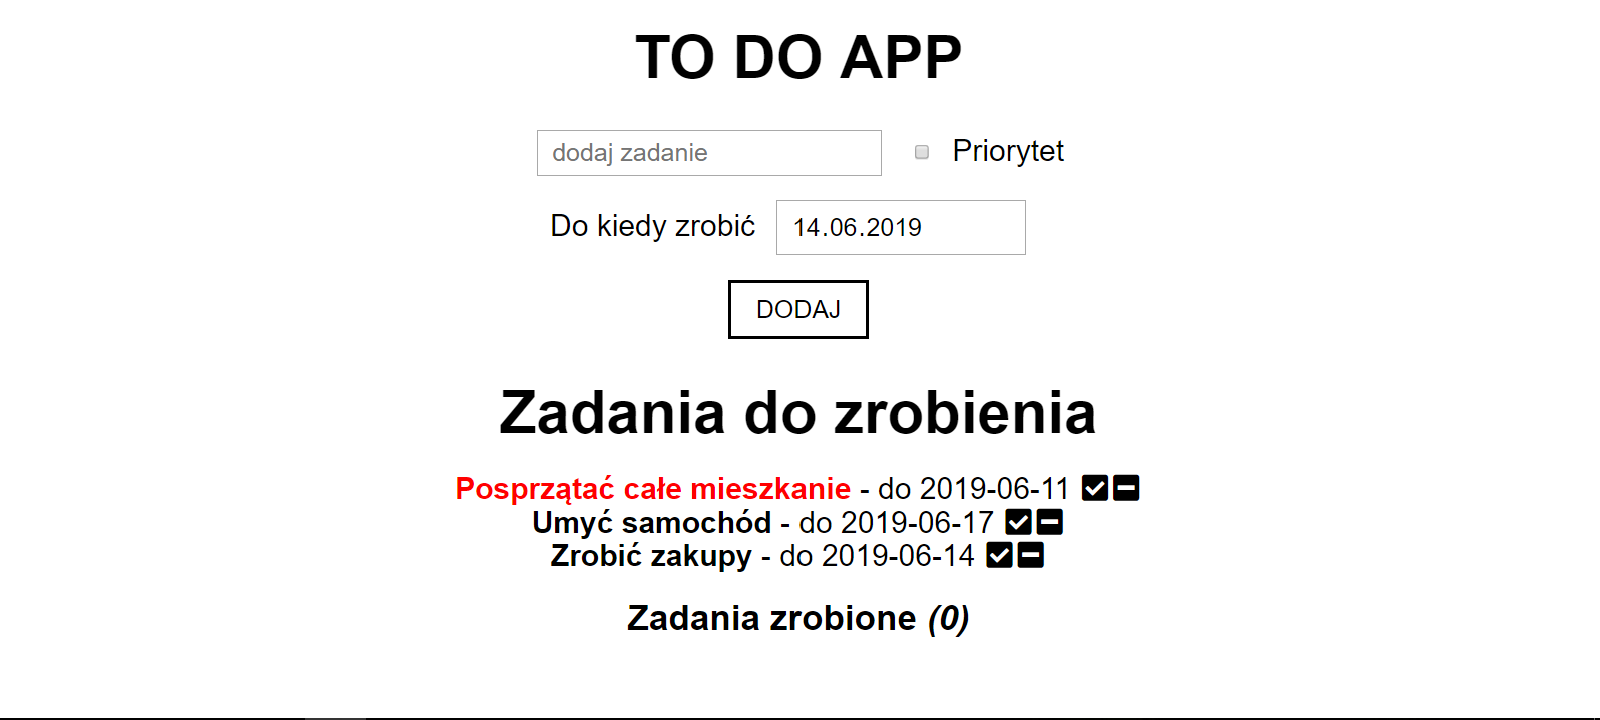 TO DO APP
dodaj zadanie Priorytet
Do kiedy zrobić 14.06.2019
DODAJ
Zadania do zrobienia
Posprzątać całe mieszkanie - do 2019-06-11
Umyć samochód - do 2019-06-17
Zrobić zakupy - do 2019-06-14
Zadania zrobione (0)